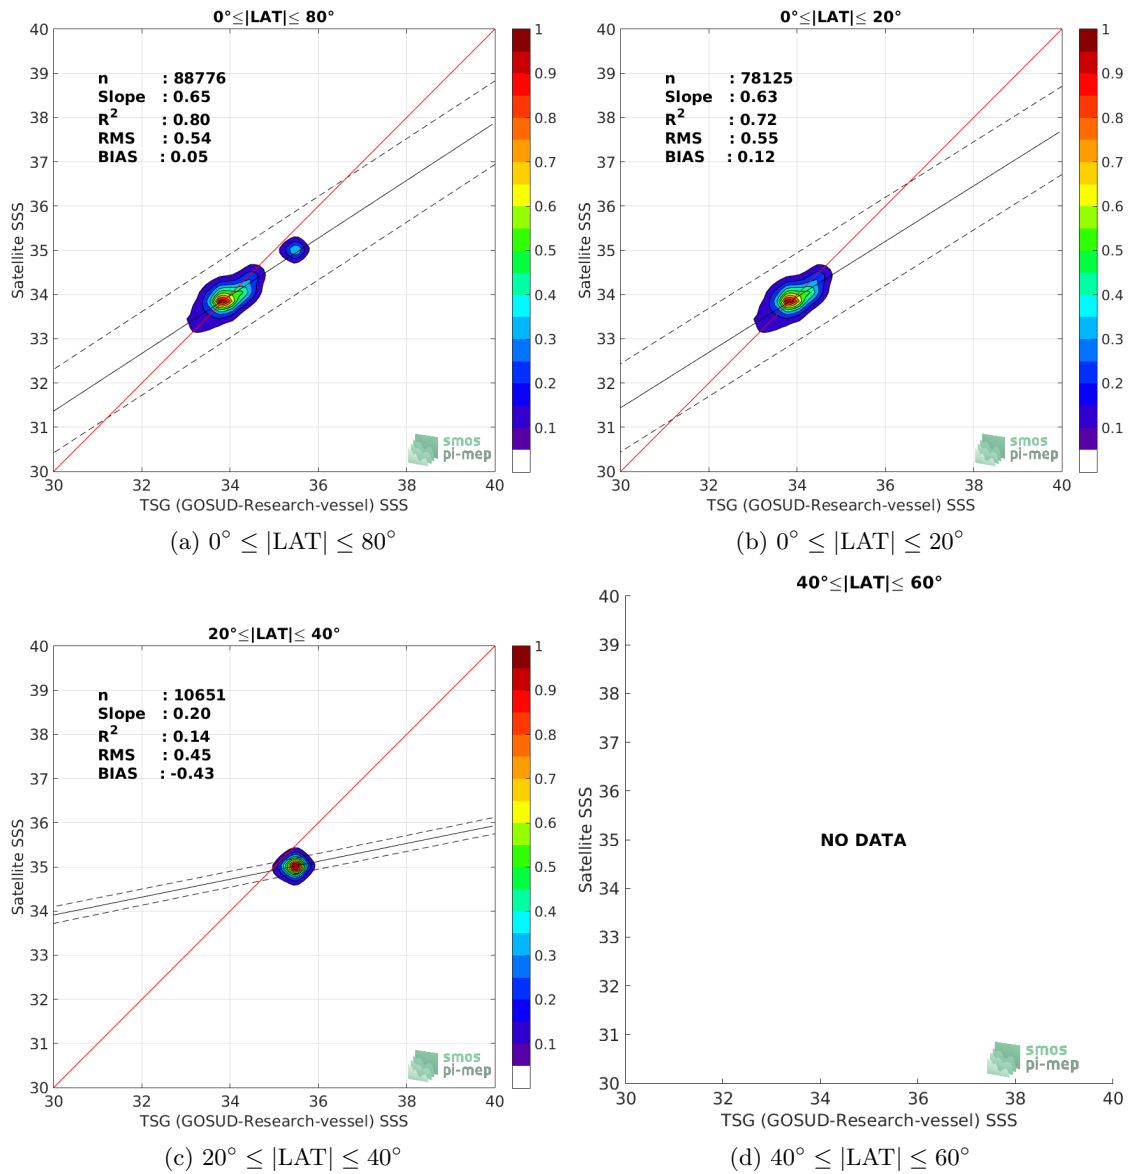 0°≤|LAT|≤ 80°
40
39
38
37
36
35
34
33
32
31
30
Satellite SSS
n : 88776
Slope : 0.65
R2 : 0.80
RMS : 0.54
BIAS : 0.05
smos
pi-mep
30 32 34 36 38 40
TSG (GOSUD-Research-vessel) SSS
1
0.9
0.8
0.7
0.6
0.5
0.4
0.3
0.2
0.1
(a) 0° ≤ |LAT| ≤ 80°
0°≤|LAT|≤ 20°
40
39
38
37
36
35
34
33
32
31
30
Satellite SSS
n : 78125
Slope : 0.63
R2 : 0.72
RMS : 0.55
BIAS : 0.12
smos
pi-mep
30 32 34 36 38 40
TSG (GOSUD-Research-vessel) SSS
1
0.9
0.8
0.7
0.6
0.5
0.4
0.3
0.2
0.1
(b) 0° ≤ |LAT| ≤ 20°
20°≤|LAT|≤ 40°
40
39
38
37
36
35
34
33
32
31
30
Satellite SSS
n : 10651
Slope : 0.20
R2 : 0.14
RMS : 0.45
BIAS : -0.43
smos
pi-mep
30 32 34 36 38 40
TSG (GOSUD-Research-vessel) SSS
1
0.9
0.8
0.7
0.6
0.5
0.4
0.3
0.2
0.1
(c) 20° ≤ |LAT| ≤ 40°
40°≤|LAT|≤ 60°
40
39
38
37
36
35
34
33
32
31
30
Satellite SSS
NO DATA
smos
pi-mep
30 32 34 36 38 40
TSG (GOSUD-Research-vessel) SSS
(d) 40° ≤ |LAT| ≤ 60°